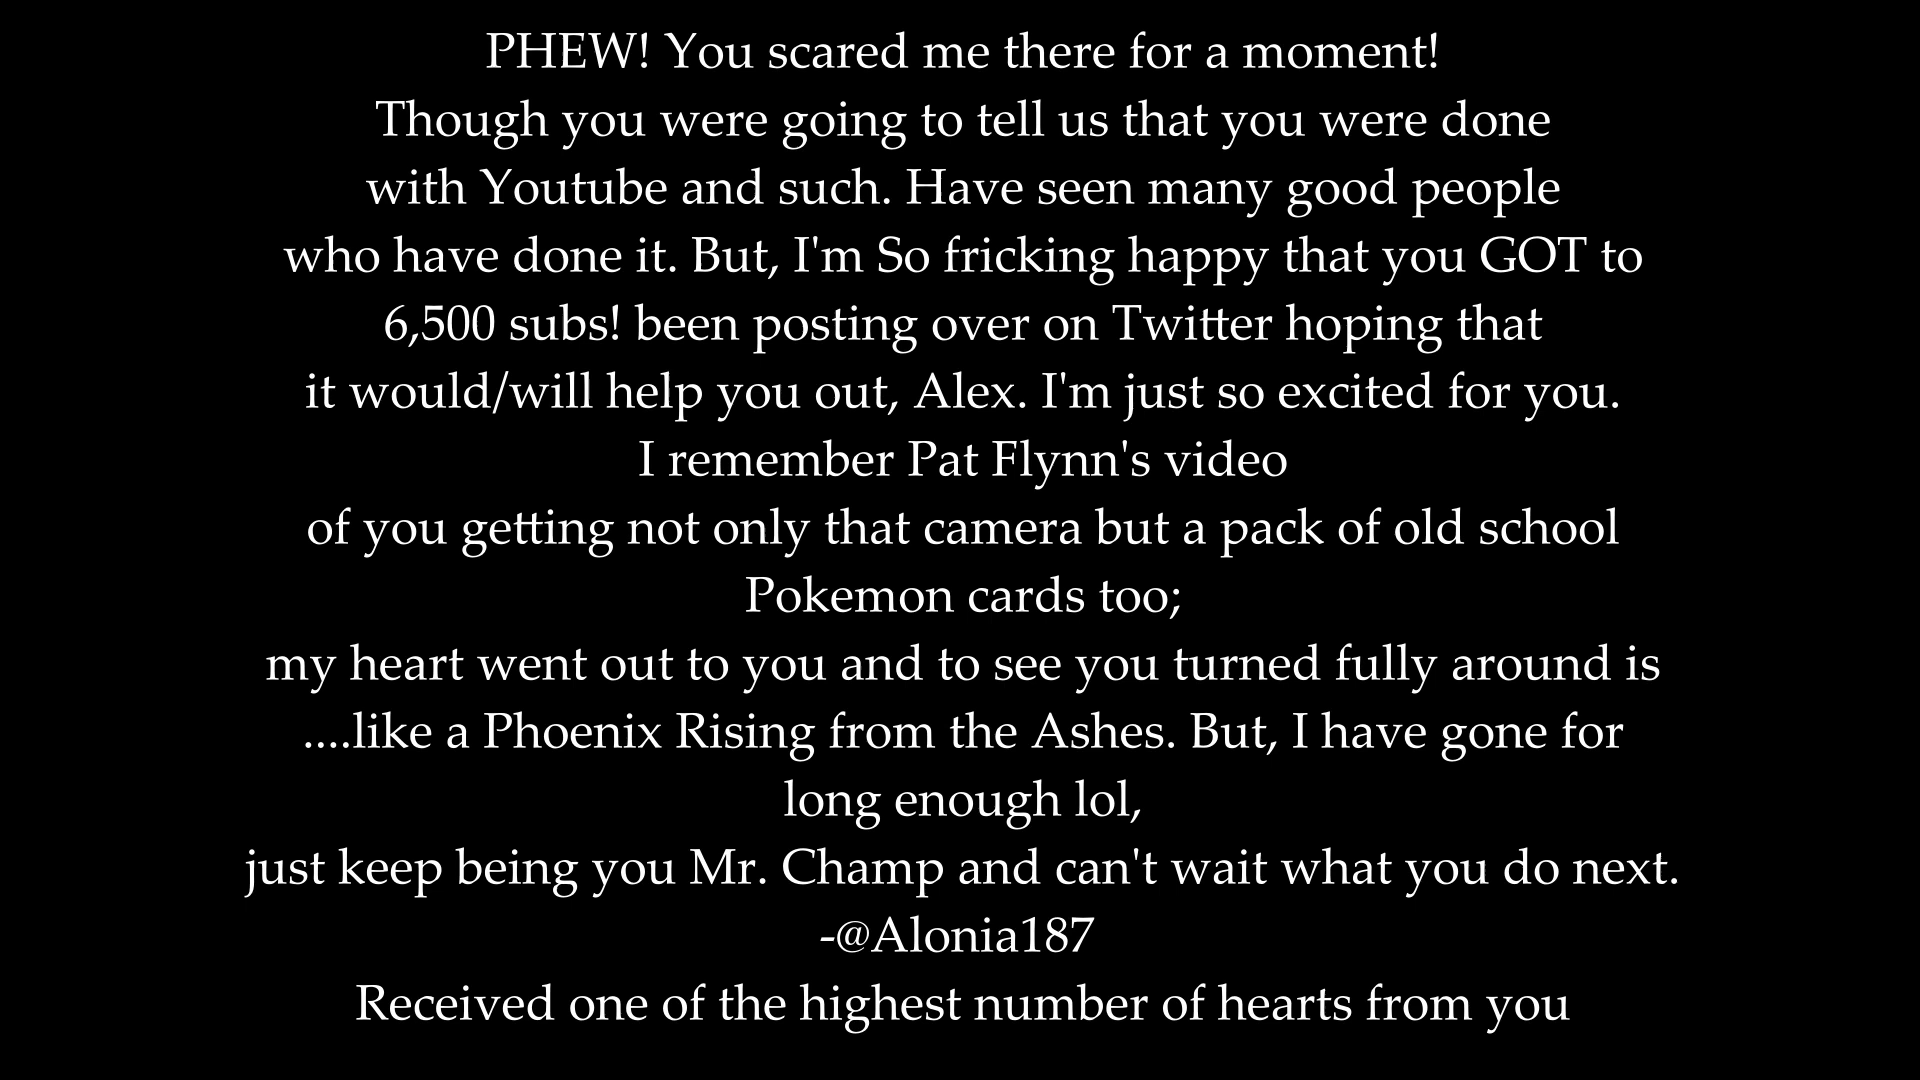 PHEW! You scared me there for a moment!
Though you were going to tell us that you were done
with Youtube and such. Have seen many good people
who have done it. But, I'm So fricking happy that you GOT to
6,500 subs! been posting over on Twitter hoping that
it would/will help you out, Alex. I'm just so excited for you.
I remember Pat Flynn's video
of you getting not only that camera but a pack of old school
Pokemon cards too;
my heart went out to you and to see you turned fully around is
....like a Phoenix Rising from the Ashes. But, I have gone for
long enough lol,
just keep being you Mr. Champ and can't wait what you do next.
-@Alonia187
Received one of the highest number of hearts from you